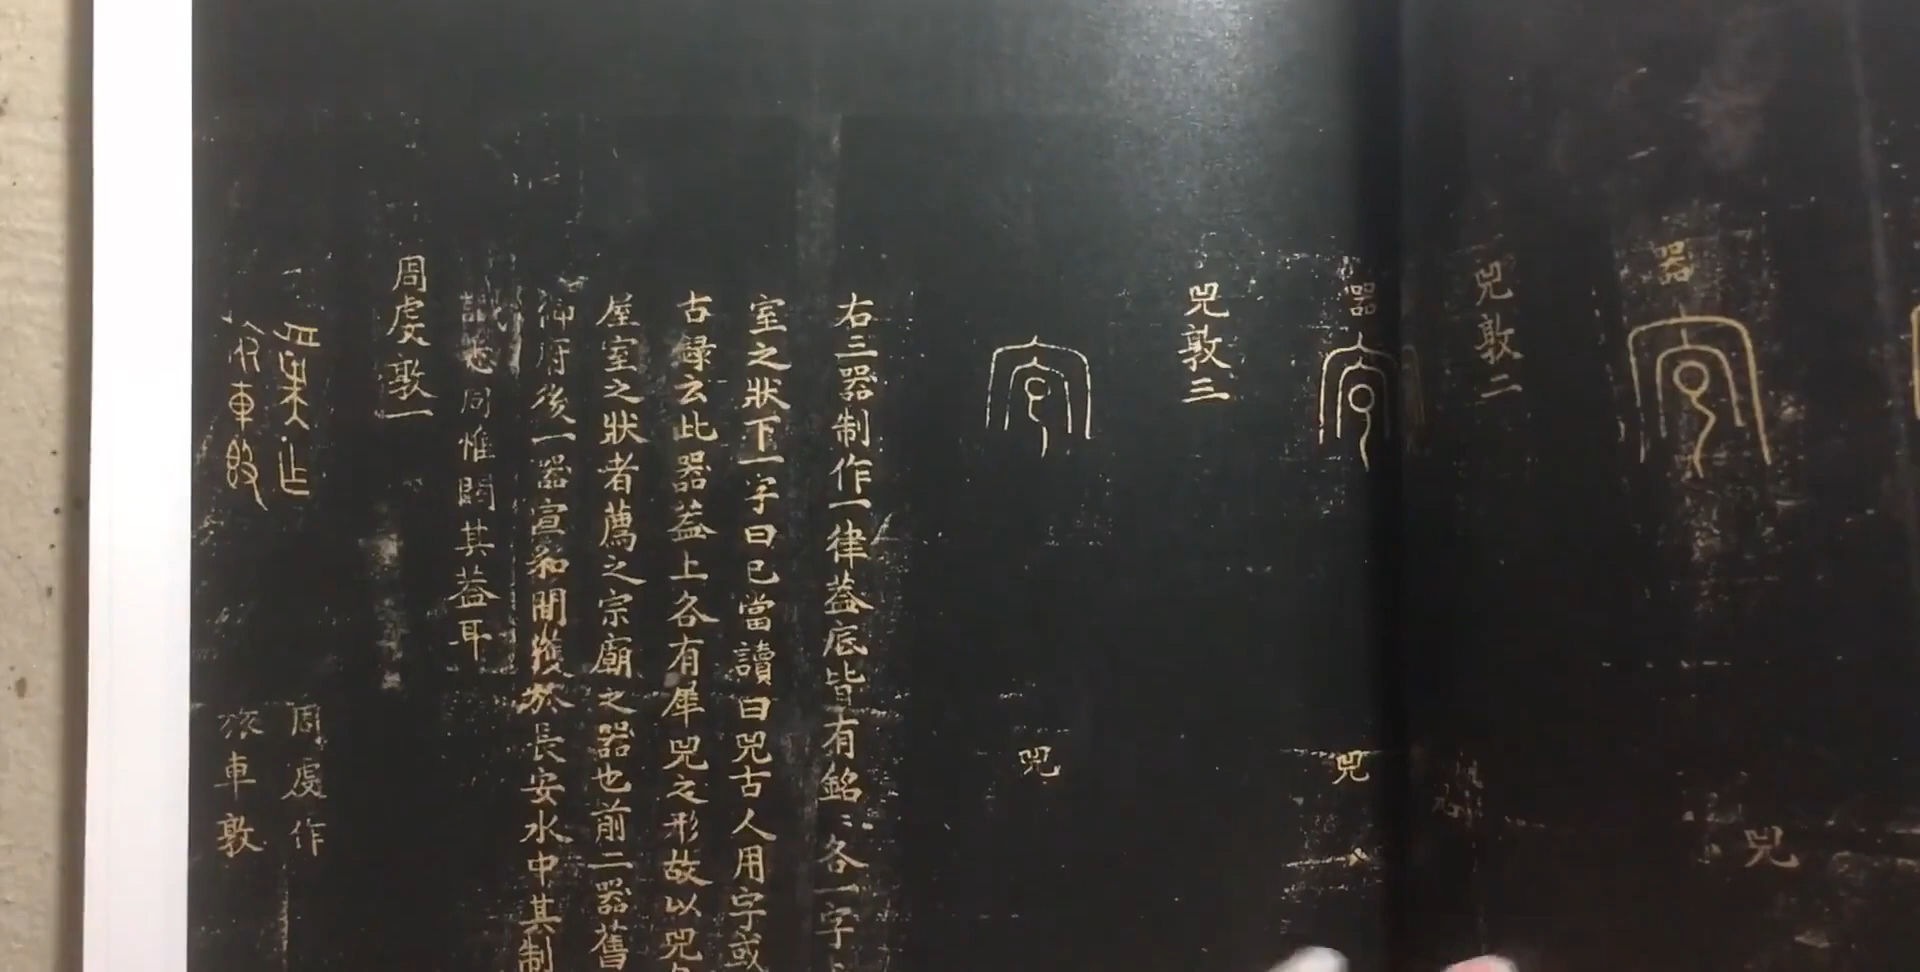 器
兕
兕敦二
器
兕
兕敦三
兕
右三器制作一律蓋底皆有銘:各一字
室之狀下一字曰已當讀曰兕古人用字或
古録云此器蓋上各有犀兕之形故以兕
屋室之狀者薦之宗廟之器也前二器舊
御府後一器宣和間獲於長安水中其制
同惟闕其蓋耳
周虔敦一
周虔作
旅車敦